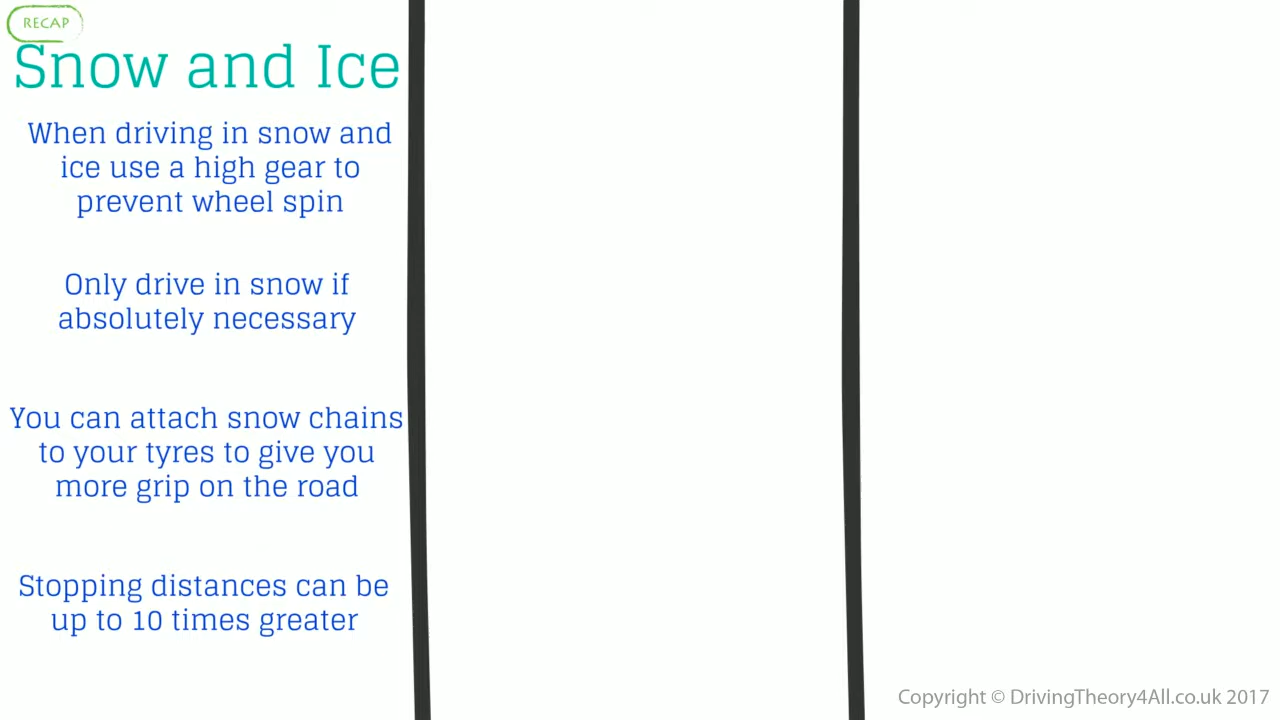 RECAP
Snow and Ice
When driving in snow and
ice use a high gear to
prevent wheel spin
Only drive in snow if
absolutely necessary
You can attach snow chains
to your tyres to give you
more grip on the road
Stopping distances can be
up to 10 times greater
Copyright © DrivingTheory4All.co.uk 2017